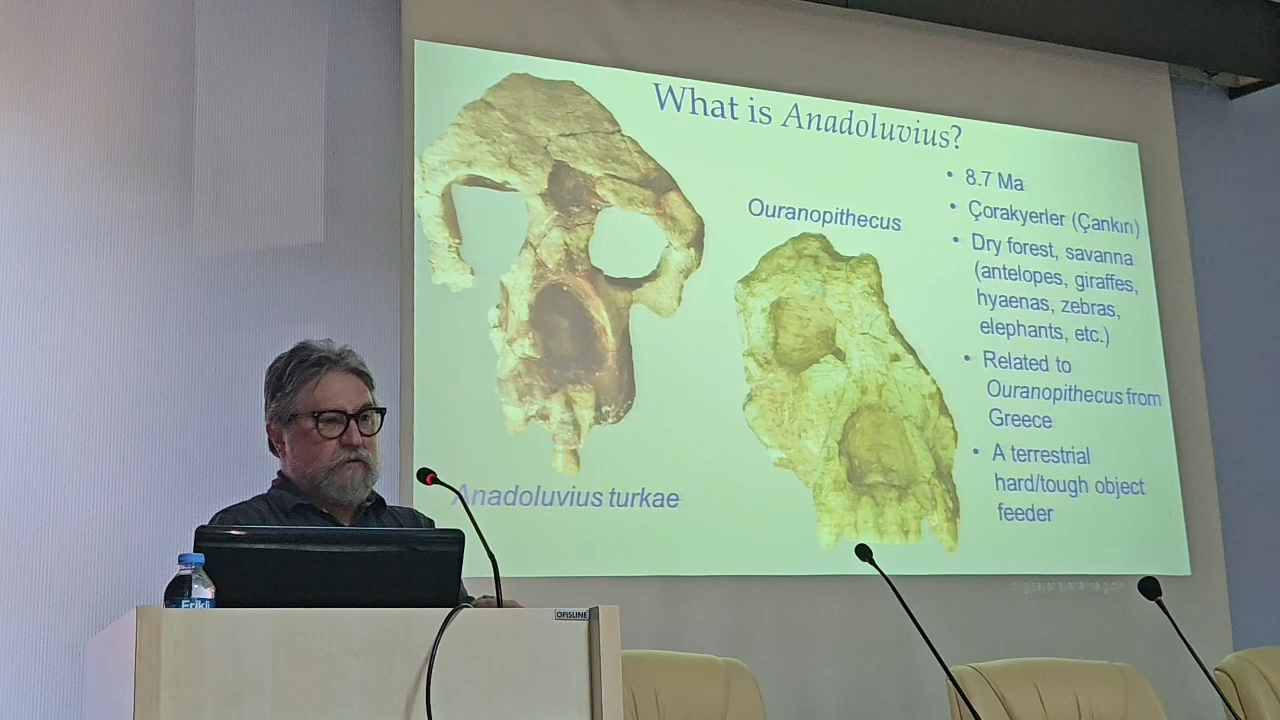 What is Anadoluvius?
• 8.7 Ma
• Çorakyerler (Çankırı)
• Dry forest, savanna
(antelopes, giraffes,
hyaenas, zebras,
elephants, etc.)
• Related to
Ouranopithecus from
Greece
• A terrestrial
hard/tough object
feeder
Ouranopithecus
Anadoluvius turkae
Erikli
OFISLINE